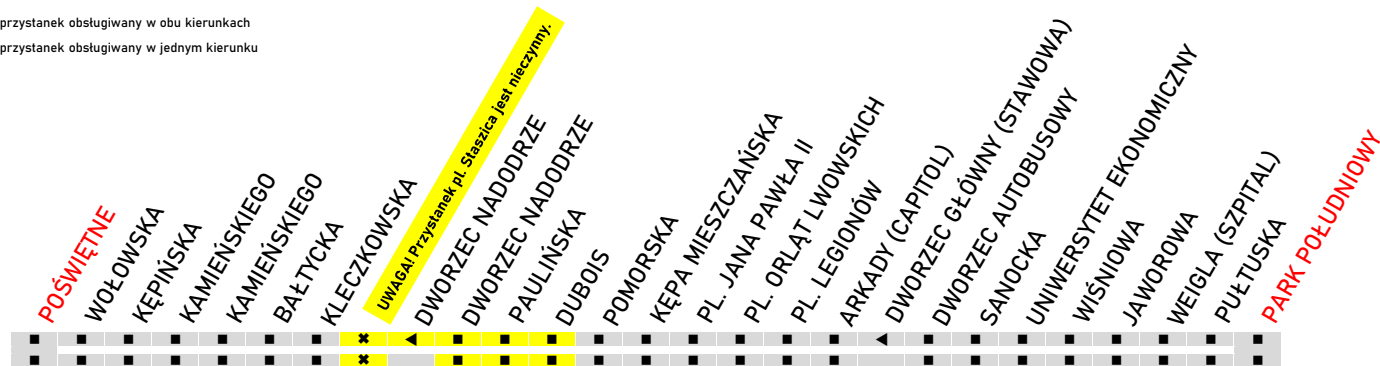 przystanek obsługiwany w obu kierunkach
przystanek obsługiwany w jednym kierunku
POŚWIĘTNE
WOŁOWSKA
KĘPIŃSKA
KAMIEŃSKIEGO
KAMIEŃSKIEGO
BAŁTYCKA
KLECZKOWSKA
UWAGA! Przystanek pl. Staszica jest nieczynny.
DWORZEC NADODRZE
DWORZEC NADODRZE
PAULIŃSKA
DUBOIS
POMORSKA
KĘPA MIESZCZAŃSKA
PL. JANA PAWŁA II
PL. ORLĄT LWOWSKICH
PL. LEGIONÓW
ARKADY (CAPITOL)
DWORZEC GŁÓWNY (STAWOWA)
DWORZEC AUTOBUSOWY
SANOCKA
UNIWERSYTET EKONOMICZNY
WIŚNIOWA
JAWOROWA
WEIGLA (SZPITAL)
PUŁTUSKA
PARK POŁUDNIOWY